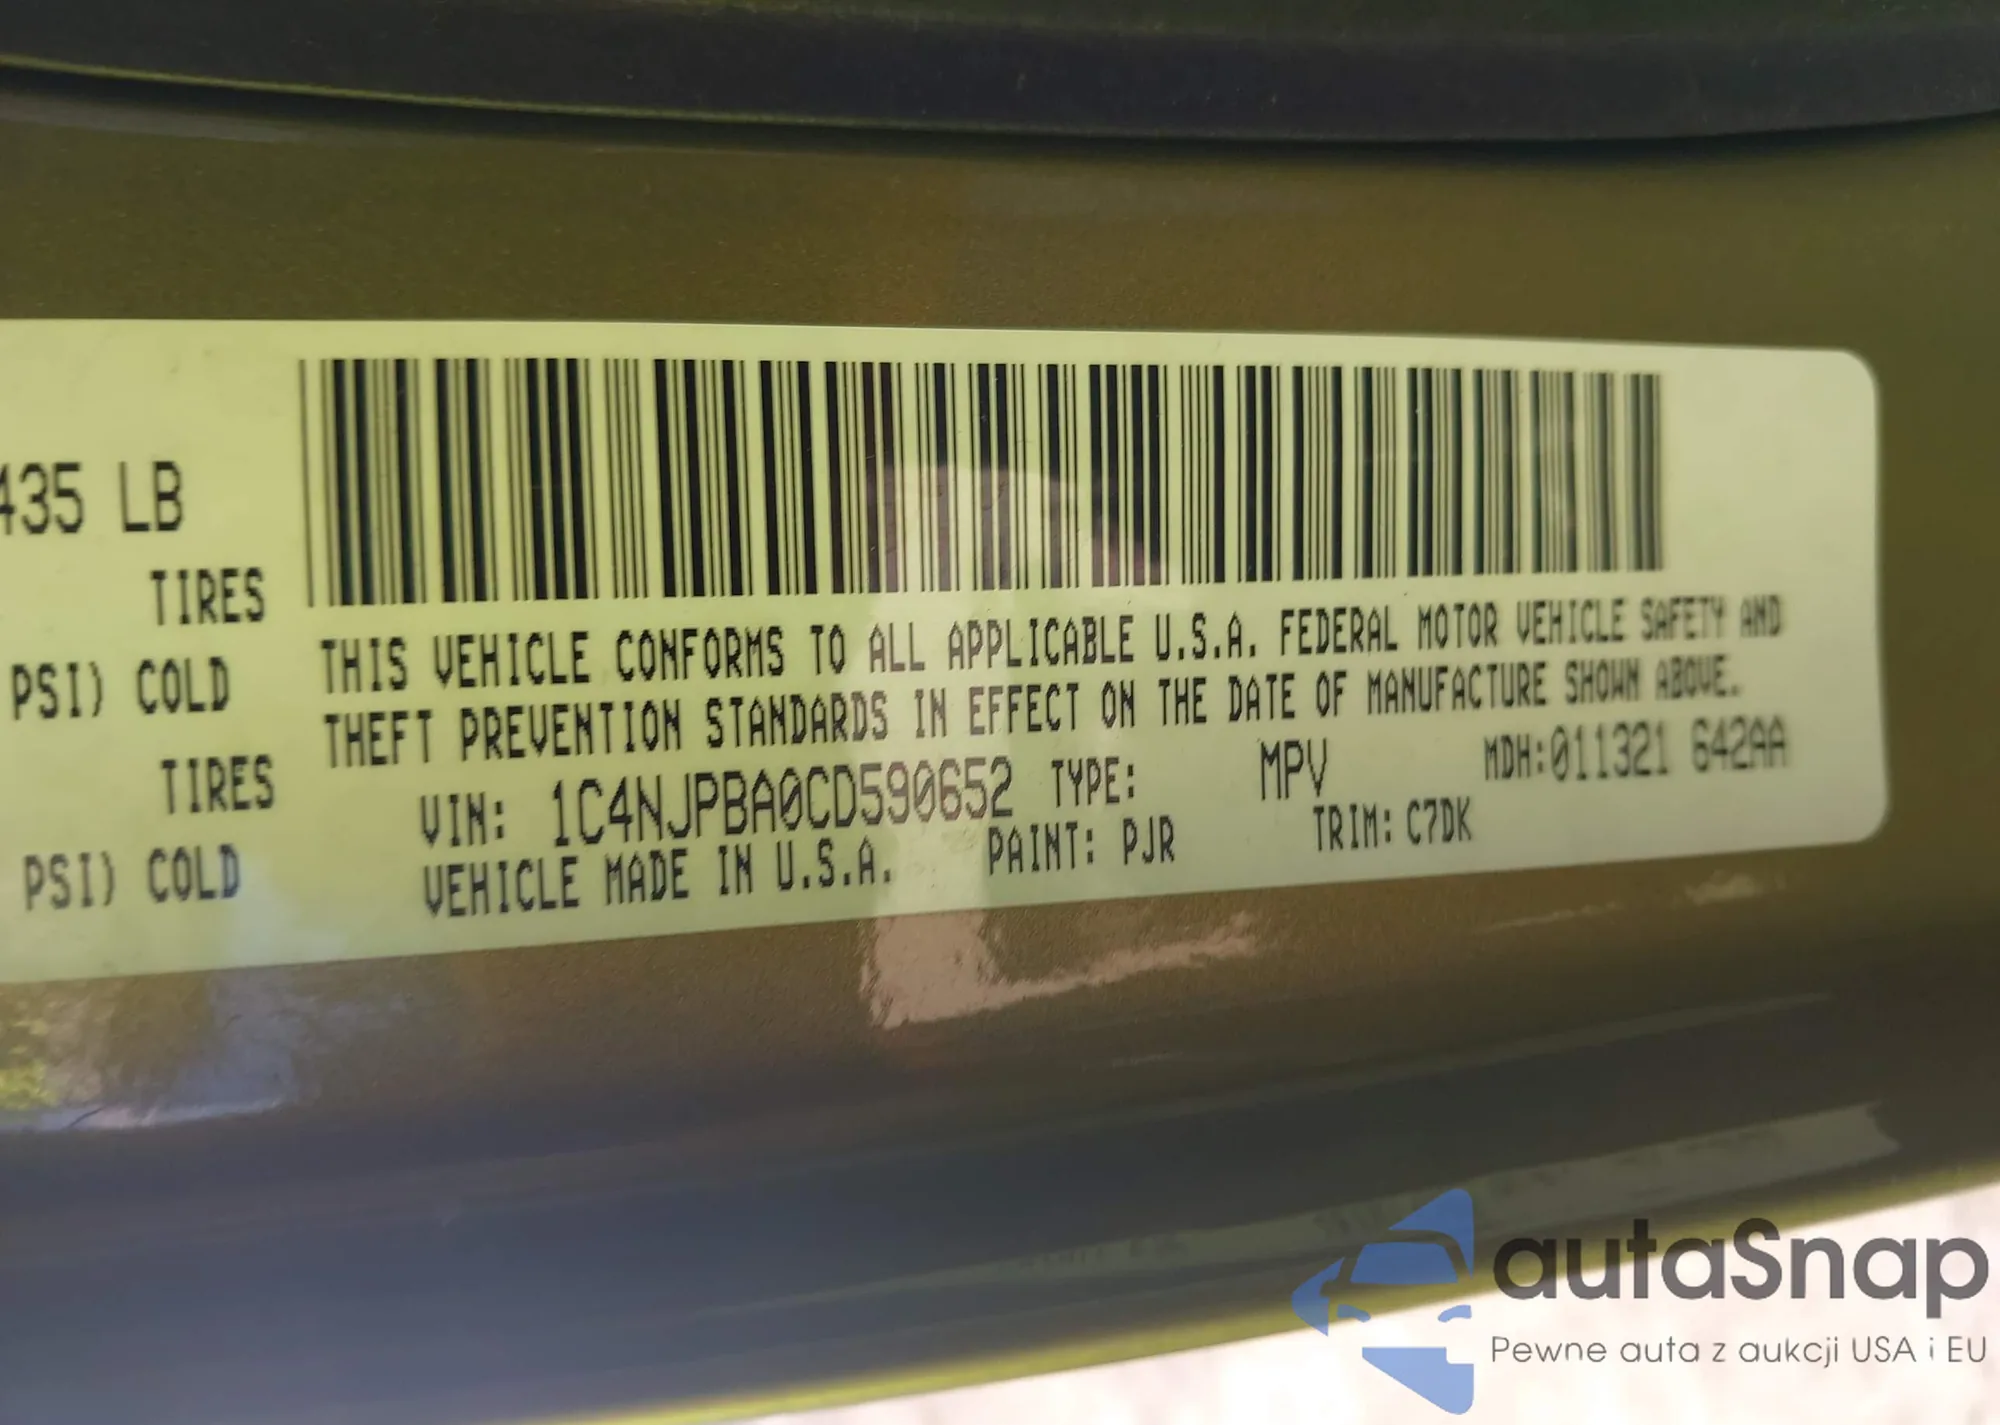 435 LB
TIRES
PSI) COLD
TIRES
PSI) COLD
THIS VEHICLE CONFORMS TO ALL APPLICABLE U.S.A. FEDERAL MOTOR VEHICLE SAFETY AND
THEFT PREVENTION STANDARDS IN EFFECT ON THE DATE OF MANUFACTURE SHOWN ABOVE.
VIN: 1C4NJPBA0CD590652 TYPE: MPV MDH:011321 642AA
VEHICLE MADE IN U.S.A. PAINT: PJR TRIM: C7DK
autaSnap
Pewne auta z aukcji USA i EU